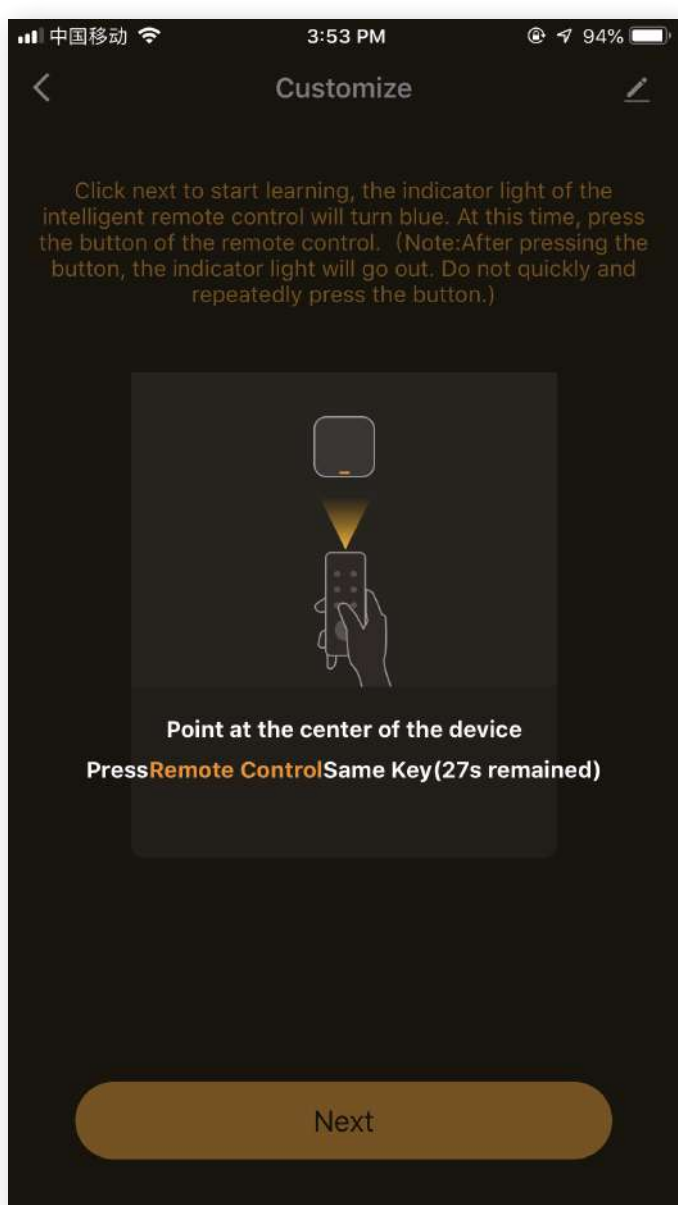 中国移动 3:53 PM 94%
Customize
Click next to start learning, the indicator light of the
intelligent remote control will turn blue. At this time, press
the button of the remote control.（Note:After pressing the
button, the indicator light will go out. Do not quickly and
repeatedly press the button.)
Point at the center of the device
PressRemote ControlSame Key(27s remained)
Next